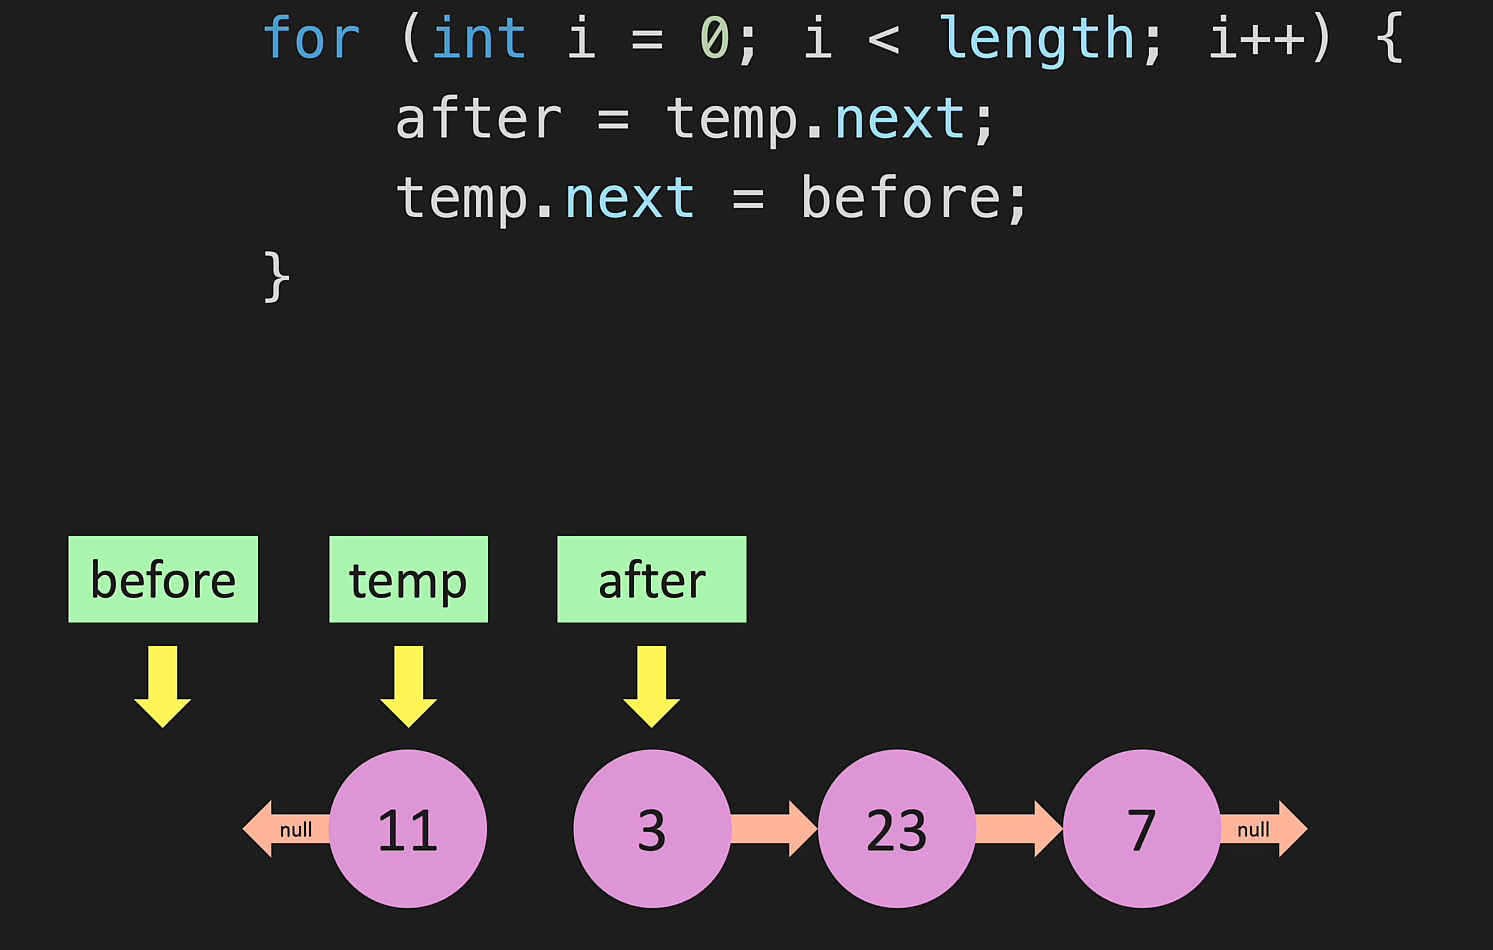 for (int i = 0; i < length; i++) {
after = temp.next;
temp.next = before;
}
before temp after
null 11 3 23 7 null